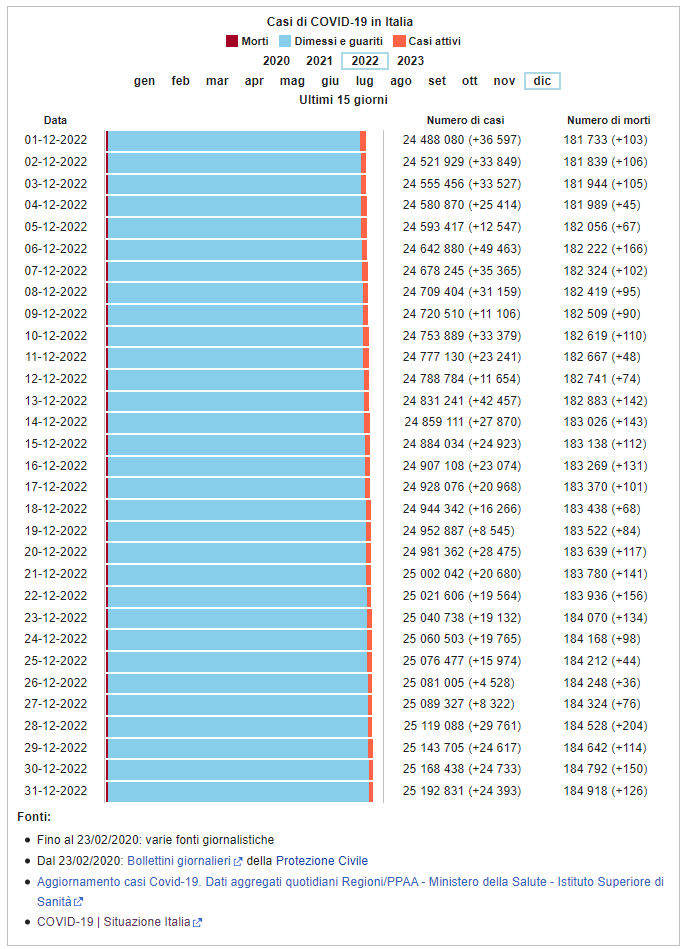 Casi di COVID-19 in Italia
Morti Dimessi e guariti Casi attivi
2020 2021 2022 2023
gen feb mar apr mag giu lug ago set ott nov dic
Ultimi 15 giorni
Data Numero di casi Numero di morti
01-12-2022 24 488 080 (+36 597) 181 733 (+103)
02-12-2022 24 521 929 (+33 849) 181 839 (+106)
03-12-2022 24 555 456 (+33 527) 181 944 (+105)
04-12-2022 24 580 870 (+25 414) 181 989 (+45)
05-12-2022 24 593 417 (+12 547) 182 056 (+67)
06-12-2022 24 642 880 (+49 463) 182 222 (+166)
07-12-2022 24 678 245 (+35 365) 182 324 (+102)
08-12-2022 24 709 404 (+31 159) 182 419 (+95)
09-12-2022 24 720 510 (+11 106) 182 509 (+90)
10-12-2022 24 753 889 (+33 379) 182 619 (+110)
11-12-2022 24 777 130 (+23 241) 182 667 (+48)
12-12-2022 24 788 784 (+11 654) 182 741 (+74)
13-12-2022 24 831 241 (+42 457) 182 883 (+142)
14-12-2022 24 859 111 (+27 870) 183 026 (+143)
15-12-2022 24 884 034 (+24 923) 183 138 (+112)
16-12-2022 24 907 108 (+23 074) 183 269 (+131)
17-12-2022 24 928 076 (+20 968) 183 370 (+101)
18-12-2022 24 944 342 (+16 266) 183 438 (+68)
19-12-2022 24 952 887 (+8 545) 183 522 (+84)
20-12-2022 24 981 362 (+28 475) 183 639 (+117)
21-12-2022 25 002 042 (+20 680) 183 780 (+141)
22-12-2022 25 021 606 (+19 564) 183 936 (+156)
23-12-2022 25 040 738 (+19 132) 184 070 (+134)
24-12-2022 25 060 503 (+19 765) 184 168 (+98)
25-12-2022 25 076 477 (+15 974) 184 212 (+44)
26-12-2022 25 081 005 (+4 528) 184 248 (+36)
27-12-2022 25 089 327 (+8 322) 184 324 (+76)
28-12-2022 25 119 088 (+29 761) 184 528 (+204)
29-12-2022 25 143 705 (+24 617) 184 642 (+114)
30-12-2022 25 168 438 (+24 733) 184 792 (+150)
31-12-2022 25 192 831 (+24 393) 184 918 (+126)
Fonti:
Fino al 23/02/2020: varie fonti giornalistiche
Dal 23/02/2020: Bollettini giornalieri della Protezione Civile
Aggiornamento casi Covid-19. Dati aggregati quotidiani Regioni/PPAA - Ministero della Salute - Istituto Superiore di
Sanità
COVID-19 | Situazione Italia